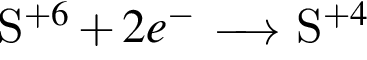 S⁺⁶ + 2e⁻ ⟶ S⁺⁴